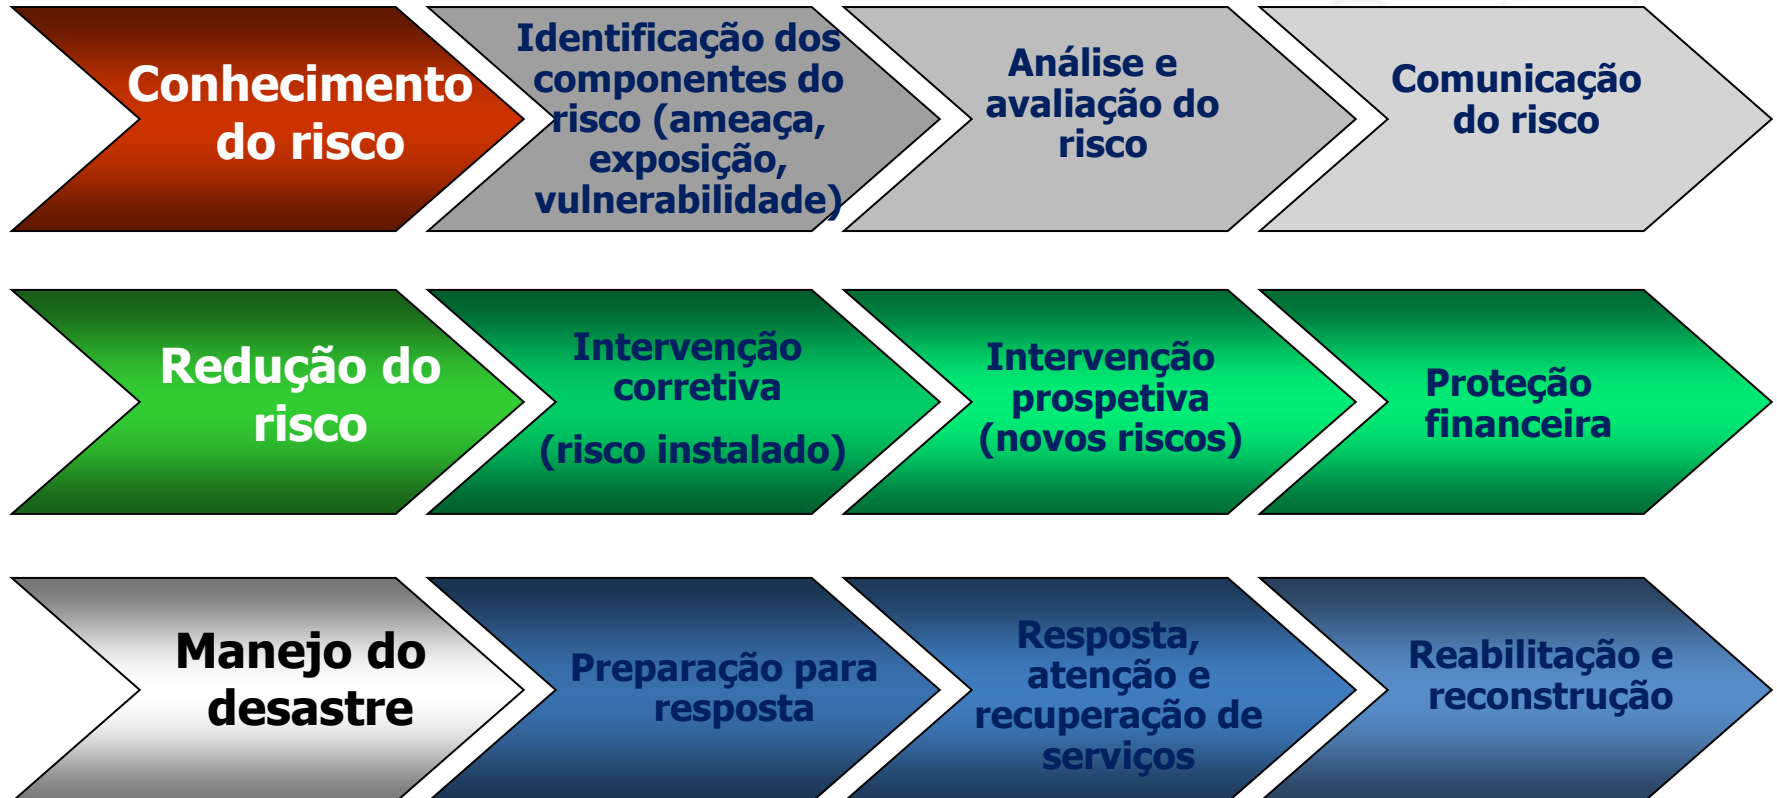 Conhecimento
do risco
Identificação dos
componentes do
risco (ameaça,
exposição,
vulnerabilidade)
Análise e
avaliação do
risco
Comunicação
do risco
Redução do
risco
Intervenção
corretiva
(risco instalado)
Intervenção
prospetiva
(novos riscos)
Proteção
financeira
Manejo do
desastre
Preparação para
resposta
Resposta,
atenção e
recuperação de
serviços
Reabilitação e
reconstrução